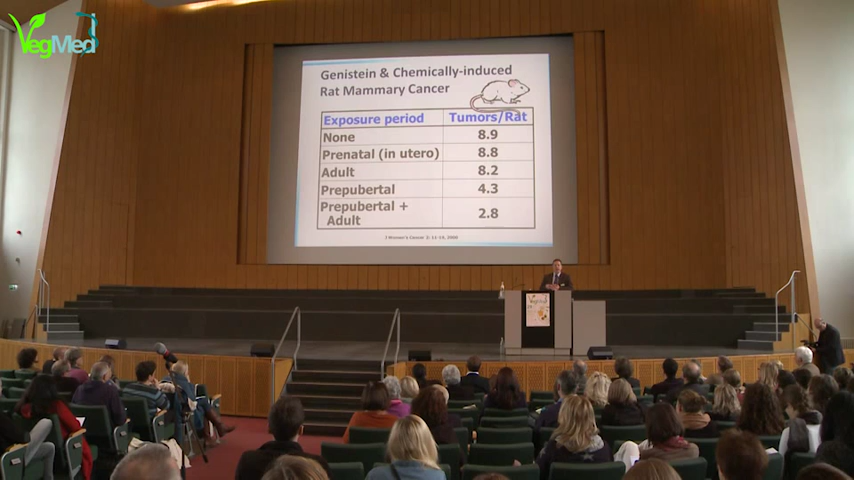 VegMed
Genistein & Chemically-induced
Rat Mammary Cancer
Exposure period Tumors/Rat
None 8.9
Prenatal (in utero) 8.8
Adult 8.2
Prepubertal 4.3
Prepubertal +
Adult 2.8
VegMed